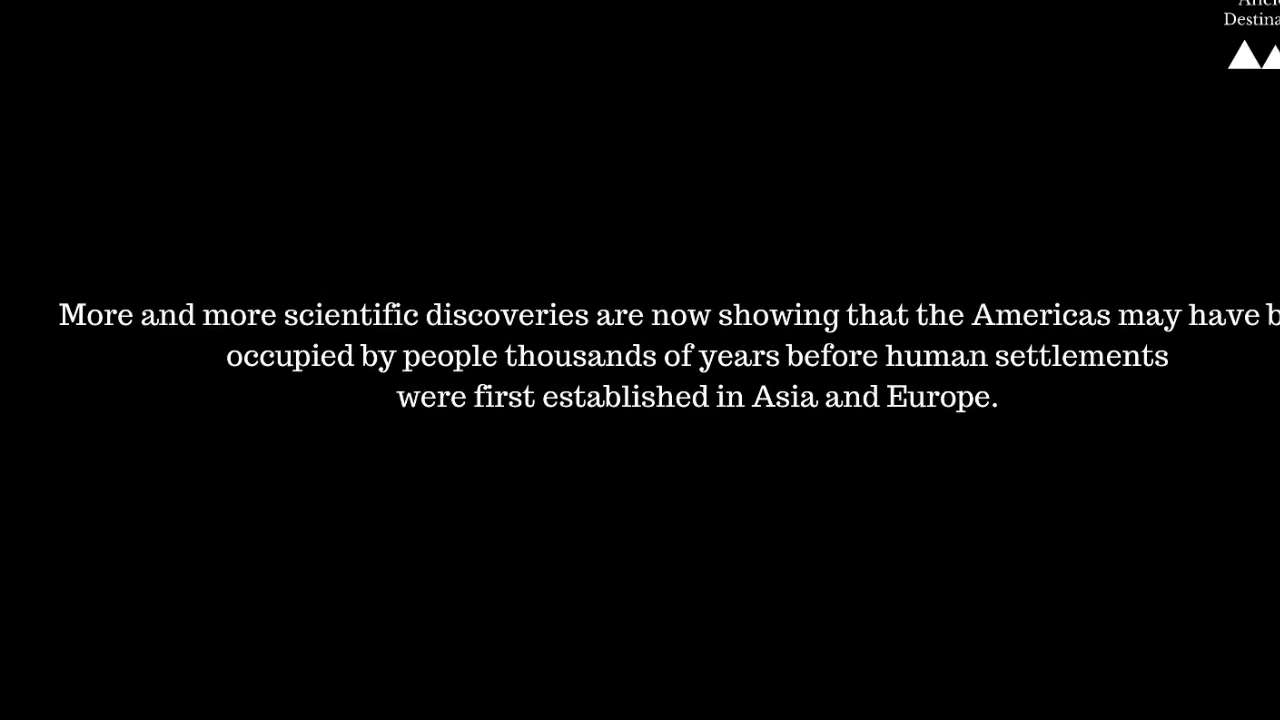 Destina
More and more scientific discoveries are now showing that the Americas may have b
occupied by people thousands of years before human settlements
were first established in Asia and Europe.